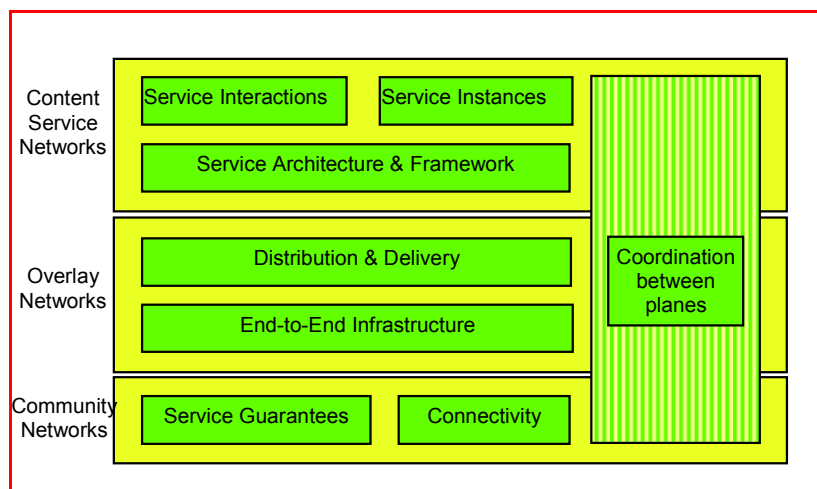 Content
Service
Networks
Service Interactions
Service Instances
Service Architecture & Framework
Overlay
Networks
Distribution & Delivery
End-to-End Infrastructure
Coordination
between
planes
Community
Networks
Service Guarantees
Connectivity